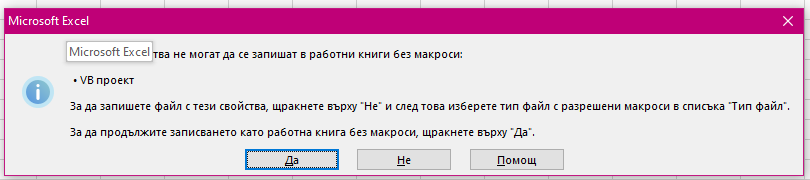 Microsoft Excel
Microsoft Excel
не могат да се запишат в работни книги без макроси:
• VB проект
За да запишете файл с тези свойства, щракнете върху "Не" и след това изберете тип файл с разрешени макроси в списъка "Тип файл".
За да продължите записването като работна книга без макроси, щракнете върху "Да".
Да
Не
Помощ